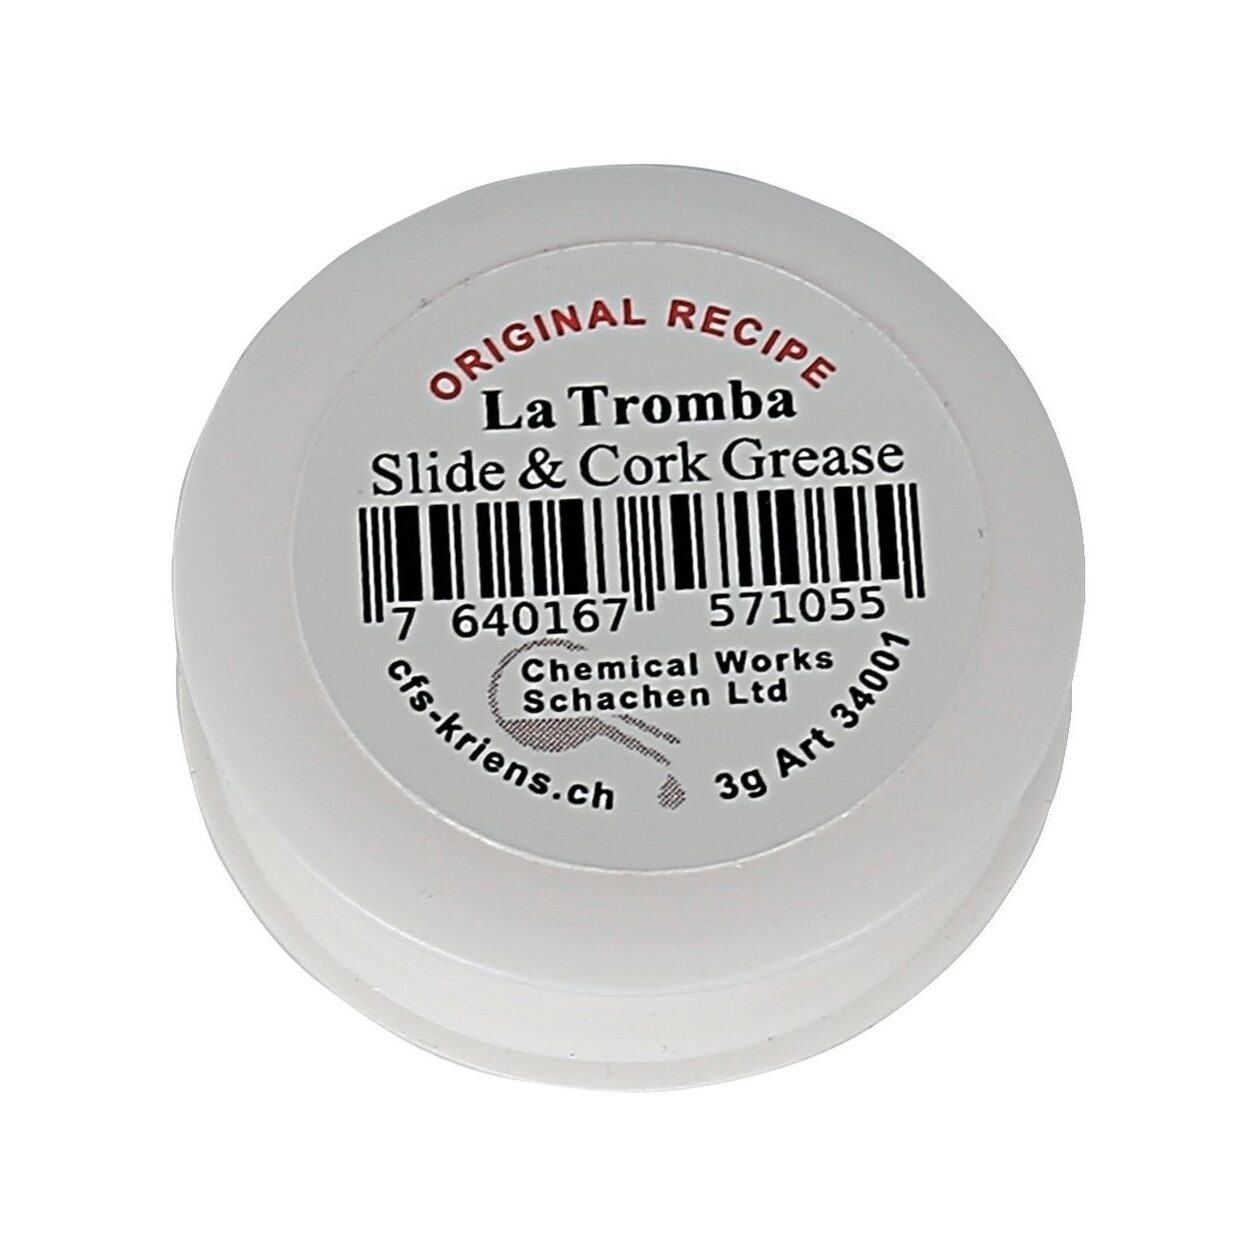 ORIGINAL RECIPE
La Tromba
Slide & Cork Grease
7 640167 571055
Chemical Works
Schachen Ltd
cfs-kriens.ch
3g Art 34001